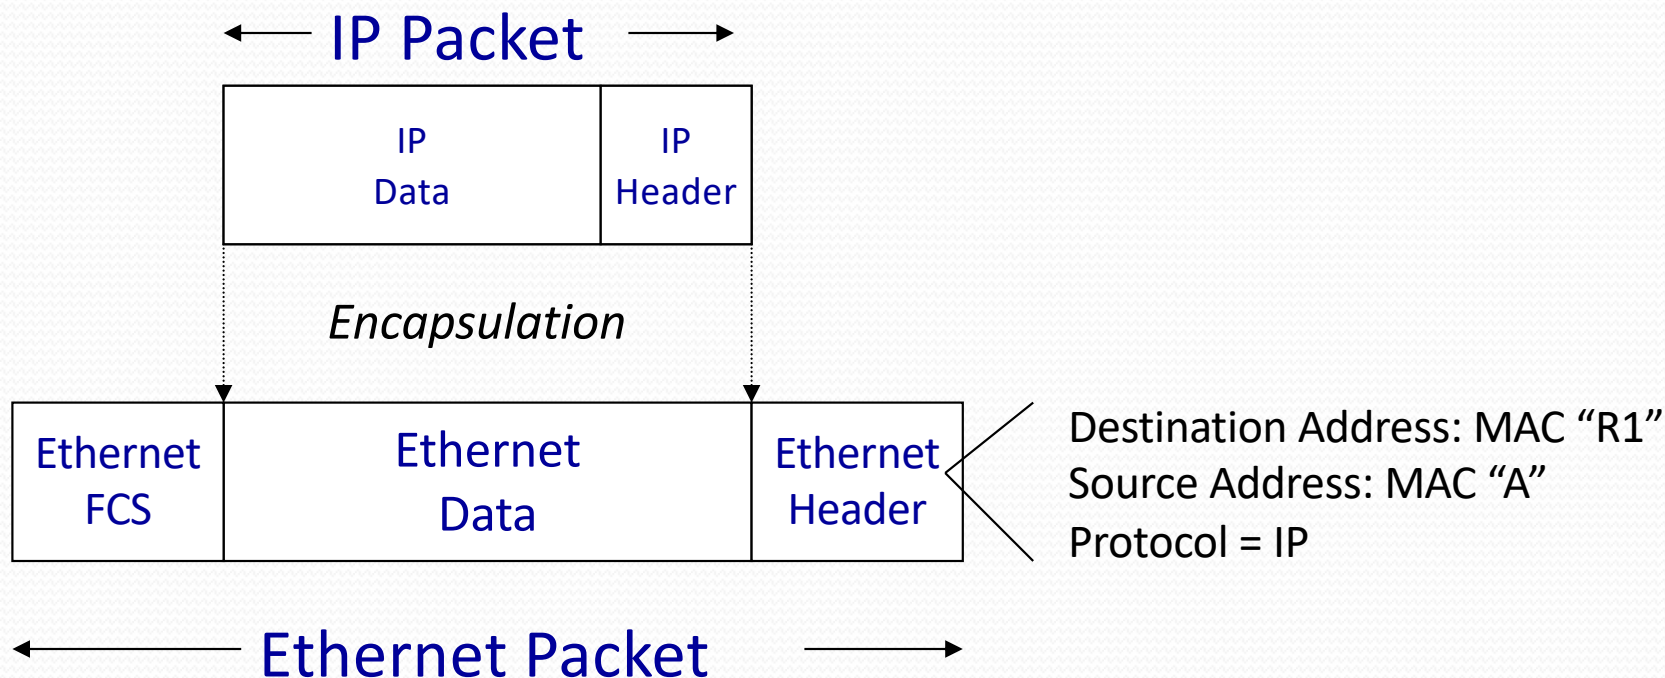 IP Packet
IP
Data
IP
Header
Encapsulation
Ethernet
FCS
Ethernet
Data
Ethernet
Header
Destination Address: MAC “R1”
Source Address: MAC “A”
Protocol = IP
Ethernet Packet